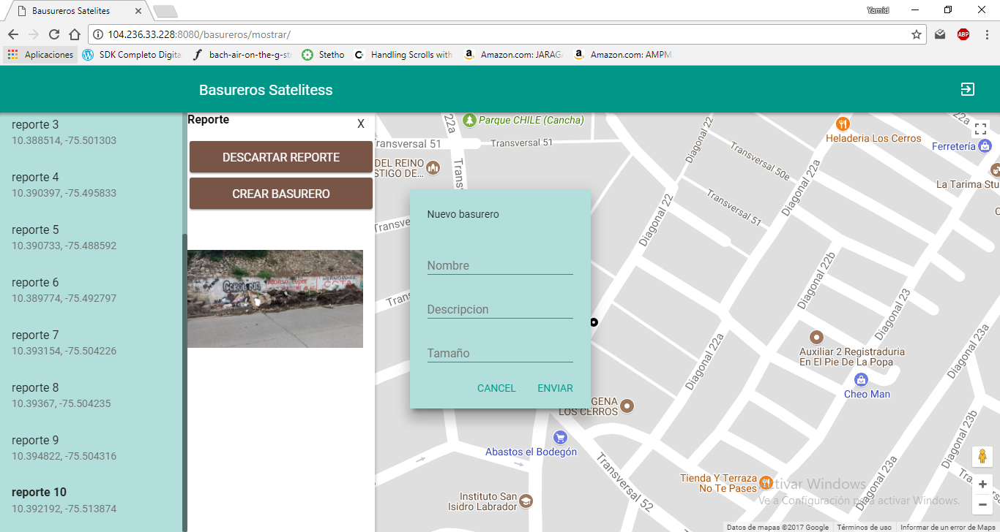 Bausureros Satelites
Yamid
104.236.33.228:8080/basureros/mostrar/
ABP
Aplicaciones
SDK Completo Digita
bach-air-on-the-g-st
Stetho
Handling Scrolls with
Amazon.com: JARAGA
Amazon.com: AMPM
Basureros Satelitess
reporte 3
10.388514, -75.501303
reporte 4
10.390397, -75.495833
reporte 5
10.390733, -75.488592
reporte 6
10.389774, -75.492797
reporte 7
10.393154, -75.504226
reporte 8
10.39367, -75.504235
reporte 9
10.394822, -75.504316
reporte 10
10.392192, -75.513874
Reporte
X
DESCARTAR REPORTE
CREAR BASURERO
Nuevo basurero
Nombre
Descripcion
Tamaño
CANCEL
ENVIAR
22a
Parque CHILE (Cancha)
Transversal 51
Transversal 51
DEL REINO
STIGO DE...
Transv
Transve
Trans
Diagonal 22a
Heladeria Los Cerros
Ferretería
La Tarima Stu
Transversal 50e
Transversal 51
Diagonal 22
Diagonal 22a
Diagonal 22b
Diagonal 23
Diagonal 23a
Diagonal 22a
Auxiliar 2 Registraduria
En El Pie De La Popa
Cheo Man
GENA
LOS CERROS
Abastos el Bodegón
Transversal 52
Tienda Y Terraza
No Te Pases
Instituto San
Isidro Labrador
Diagonal 23a
Diagonal 23b
Activar Windows
Ve a Configuración para activar Windows.
Datos de mapas ©2017 Google
Términos de uso
Informar de un error de Maps